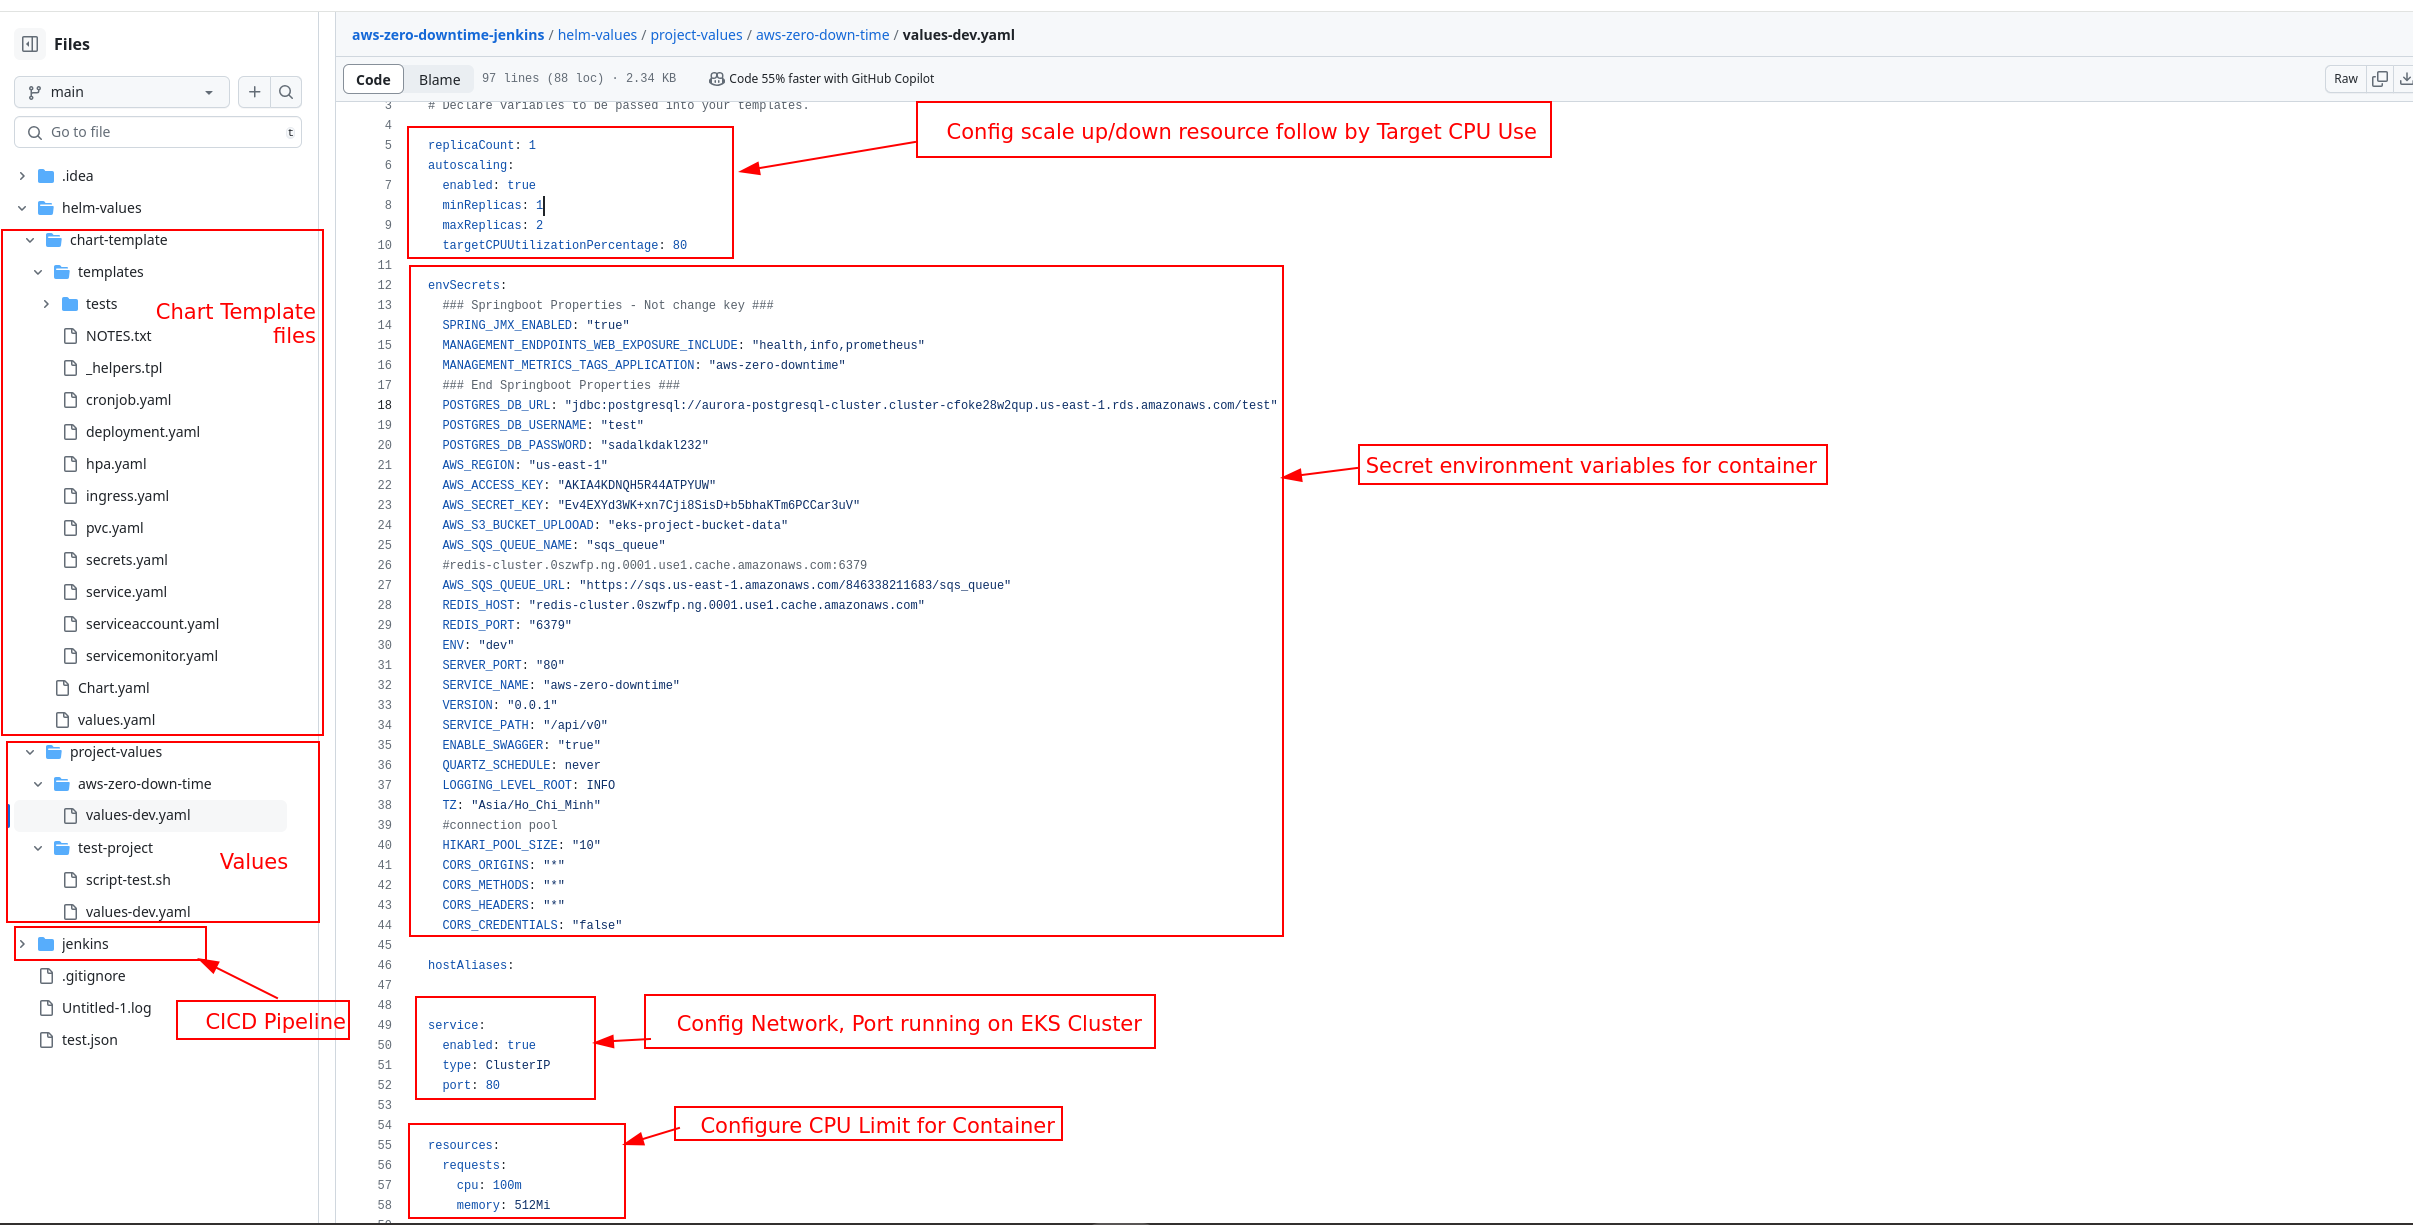 Files
main
Go to file
t
.idea
helm-values
chart-template
templates
tests
Chart Template
files
NOTES.txt
_helpers.tpl
cronjob.yaml
deployment.yaml
hpa.yaml
ingress.yaml
pvc.yaml
secrets.yaml
service.yaml
serviceaccount.yaml
servicemonitor.yaml
Chart.yaml
values.yaml
project-values
aws-zero-down-time
values-dev.yaml
test-project
Values
script-test.sh
values-dev.yaml
jenkins
.gitignore
Untitled-1.log
CICD Pipeline
test.json
aws-zero-downtime-jenkins / helm-values / project-values / aws-zero-down-time / values-dev.yaml
Code Blame 97 lines (88 loc) · 2.34 KB Code 55% faster with GitHub Copilot Raw
3 # Declare variables to be passed into your templates.
4
Config scale up/down resource follow by Target CPU Use
5 replicaCount: 1
6 autoscaling:
7 enabled: true
8 minReplicas: 1
9 maxReplicas: 2
10 targetCPUUtilizationPercentage: 80
11
12 envSecrets:
13 ### Springboot Properties - Not change key ###
14 SPRING_JMX_ENABLED: "true"
15 MANAGEMENT_ENDPOINTS_WEB_EXPOSURE_INCLUDE: "health,info,prometheus"
16 MANAGEMENT_METRICS_TAGS_APPLICATION: "aws-zero-downtime"
17 ### End Springboot Properties ###
18 POSTGRES_DB_URL: "jdbc:postgresql://aurora-postgresql-cluster.cluster-cfoke28w2qup.us-east-1.rds.amazonaws.com/test"
19 POSTGRES_DB_USERNAME: "test"
20 POSTGRES_DB_PASSWORD: "sadalkdakl232"
21 AWS_REGION: "us-east-1"
Secret environment variables for container
22 AWS_ACCESS_KEY: "AKIA4KDNQH5R44ATPYUW"
23 AWS_SECRET_KEY: "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"
24 AWS_S3_BUCKET_UPLOOAD: "eks-project-bucket-data"
25 AWS_SQS_QUEUE_NAME: "sqs_queue"
26 #redis-cluster.0szwfp.ng.0001.use1.cache.amazonaws.com:6379
27 AWS_SQS_QUEUE_URL: "https://sqs.us-east-1.amazonaws.com/846338211683/sqs_queue"
28 REDIS_HOST: "redis-cluster.0szwfp.ng.0001.use1.cache.amazonaws.com"
29 REDIS_PORT: "6379"
30 ENV: "dev"
31 SERVER_PORT: "80"
32 SERVICE_NAME: "aws-zero-downtime"
33 VERSION: "0.0.1"
34 SERVICE_PATH: "/api/v0"
35 ENABLE_SWAGGER: "true"
36 QUARTZ_SCHEDULE: never
37 LOGGING_LEVEL_ROOT: INFO
38 TZ: "Asia/Ho_Chi_Minh"
39 #connection pool
40 HIKARI_POOL_SIZE: "10"
41 CORS_ORIGINS: "*"
42 CORS_METHODS: "*"
43 CORS_HEADERS: "*"
44 CORS_CREDENTIALS: "false"
45
46 hostAliases:
47
48
Config Network, Port running on EKS Cluster
49 service:
50 enabled: true
51 type: ClusterIP
52 port: 80
53
54
Configure CPU Limit for Container
55 resources:
56 requests:
57 cpu: 100m
58 memory: 512Mi